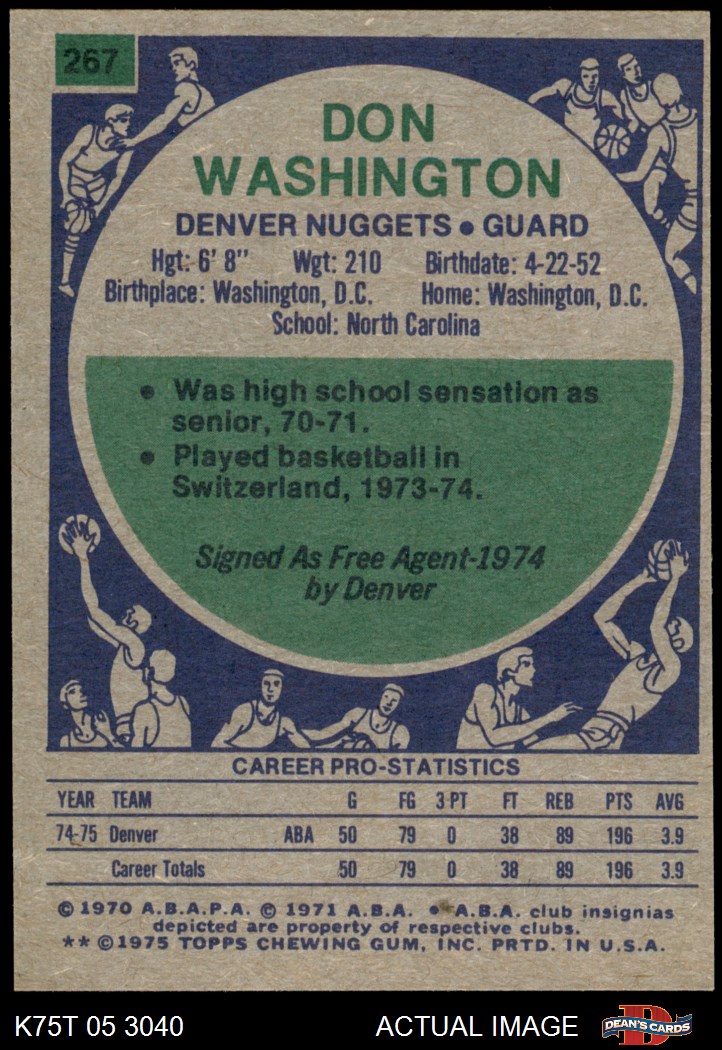 267
DON
WASHINGTON
DENVER NUGGETS • GUARD
Hgt: 6' 8" Wgt: 210 Birthdate: 4-22-52
Birthplace: Washington, D.C. Home: Washington, D.C.
School: North Carolina
• Was high school sensation as
senior, 70-71.
• Played basketball in
Switzerland, 1973-74.
Signed As Free Agent-1974
by Denver
CAREER PRO-STATISTICS
YEAR TEAM G FG 3-PT FT REB PTS AVG
74-75 Denver ABA 50 79 0 38 89 196 3.9
Career Totals 50 79 0 38 89 196 3.9
© 1970 A.B.A.P.A. © 1971 A.B.A. • A.B.A. club insignias
depicted are property of respective clubs.
** © 1975 TOPPS CHEWING GUM, INC. PRTD. IN U.S.A.
K75T 05 3040 ACTUAL IMAGE DEAN'S CARDS